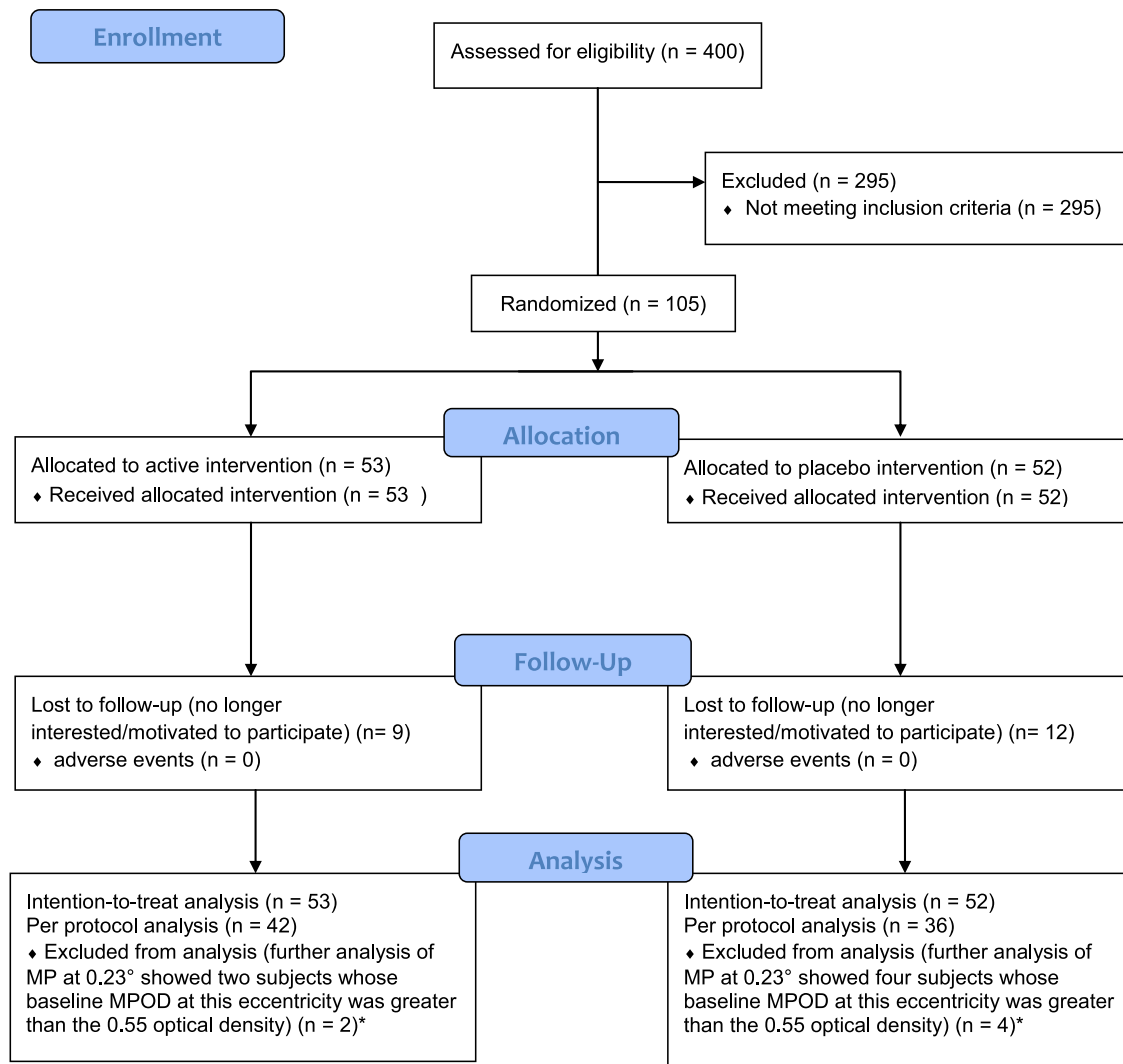 Enrollment
Assessed for eligibility (n = 400)
Excluded (n = 295)
♦ Not meeting inclusion criteria (n = 295)
Randomized (n = 105)
Allocation
Allocated to active intervention (n = 53)
♦ Received allocated intervention (n = 53  )
Allocated to placebo intervention (n = 52)
♦ Received allocated intervention (n = 52)
Follow-Up
Lost to follow-up (no longer
interested/motivated to participate) (n= 9)
♦ adverse events (n = 0)
Lost to follow-up (no longer
interested/motivated to participate) (n= 12)
♦ adverse events (n = 0)
Analysis
Intention-to-treat analysis (n = 53)
Per protocol analysis (n = 42)
♦ Excluded from analysis (further analysis of
MP at 0.23° showed two subjects whose
baseline MPOD at this eccentricity was greater
than the 0.55 optical density) (n = 2)*
Intention-to-treat analysis (n = 52)
Per protocol analysis (n = 36)
♦ Excluded from analysis (further analysis of
MP at 0.23° showed four subjects whose
baseline MPOD at this eccentricity was greater
than the 0.55 optical density) (n = 4)*